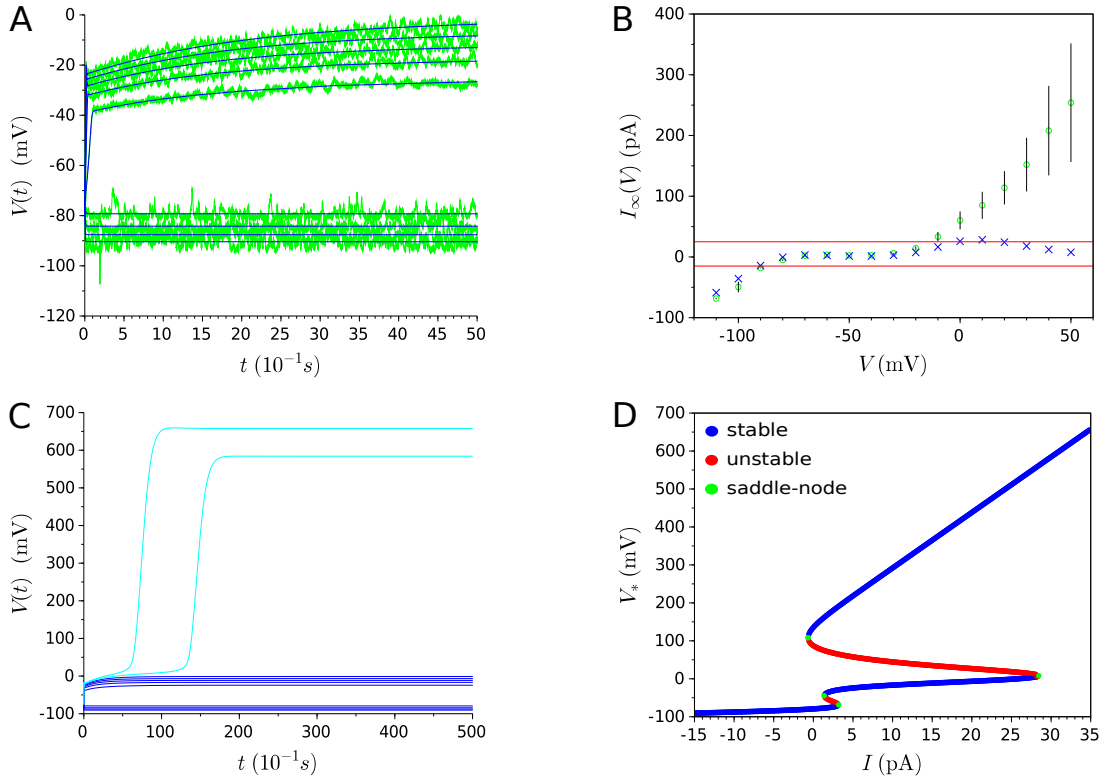 A
0
-20
-40
-60
-80
-100
-120
V(t) (mV)
0 5 10 15 20 25 30 35 40 45 50
t (10⁻¹s)
B
400
300
200
100
0
-100
I∞(V) (pA)
-100 -50 0 50
V (mV)
C
700
600
500
400
300
200
100
0
-100
V(t) (mV)
0 100 200 300 400 500
t (10⁻¹s)
D
stable
unstable
saddle-node
700
600
500
400
300
200
100
0
-100
V* (mV)
-15 -10 -5 0 5 10 15 20 25 30 35
I (pA)